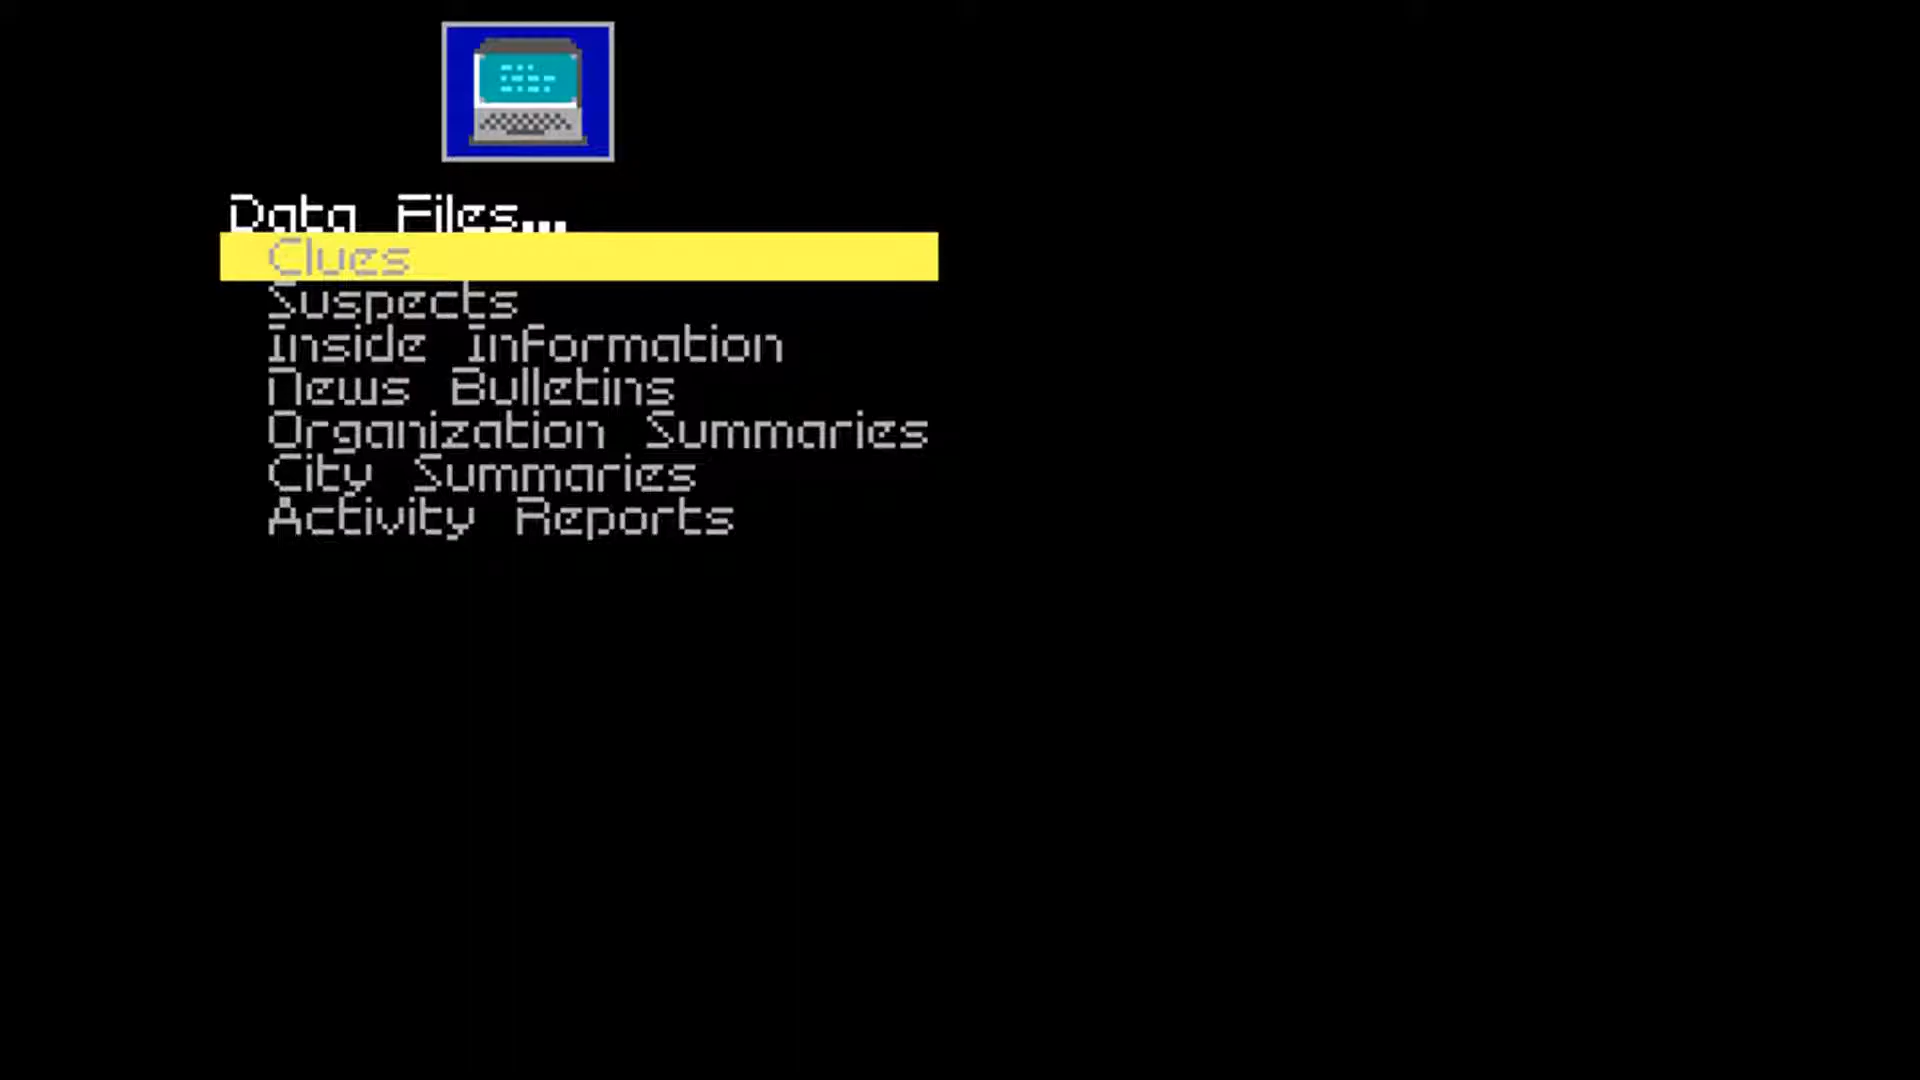 Data Files...
Clues
Suspects
Inside Information
News Bulletins
Organization Summaries
City Summaries
Activity Reports